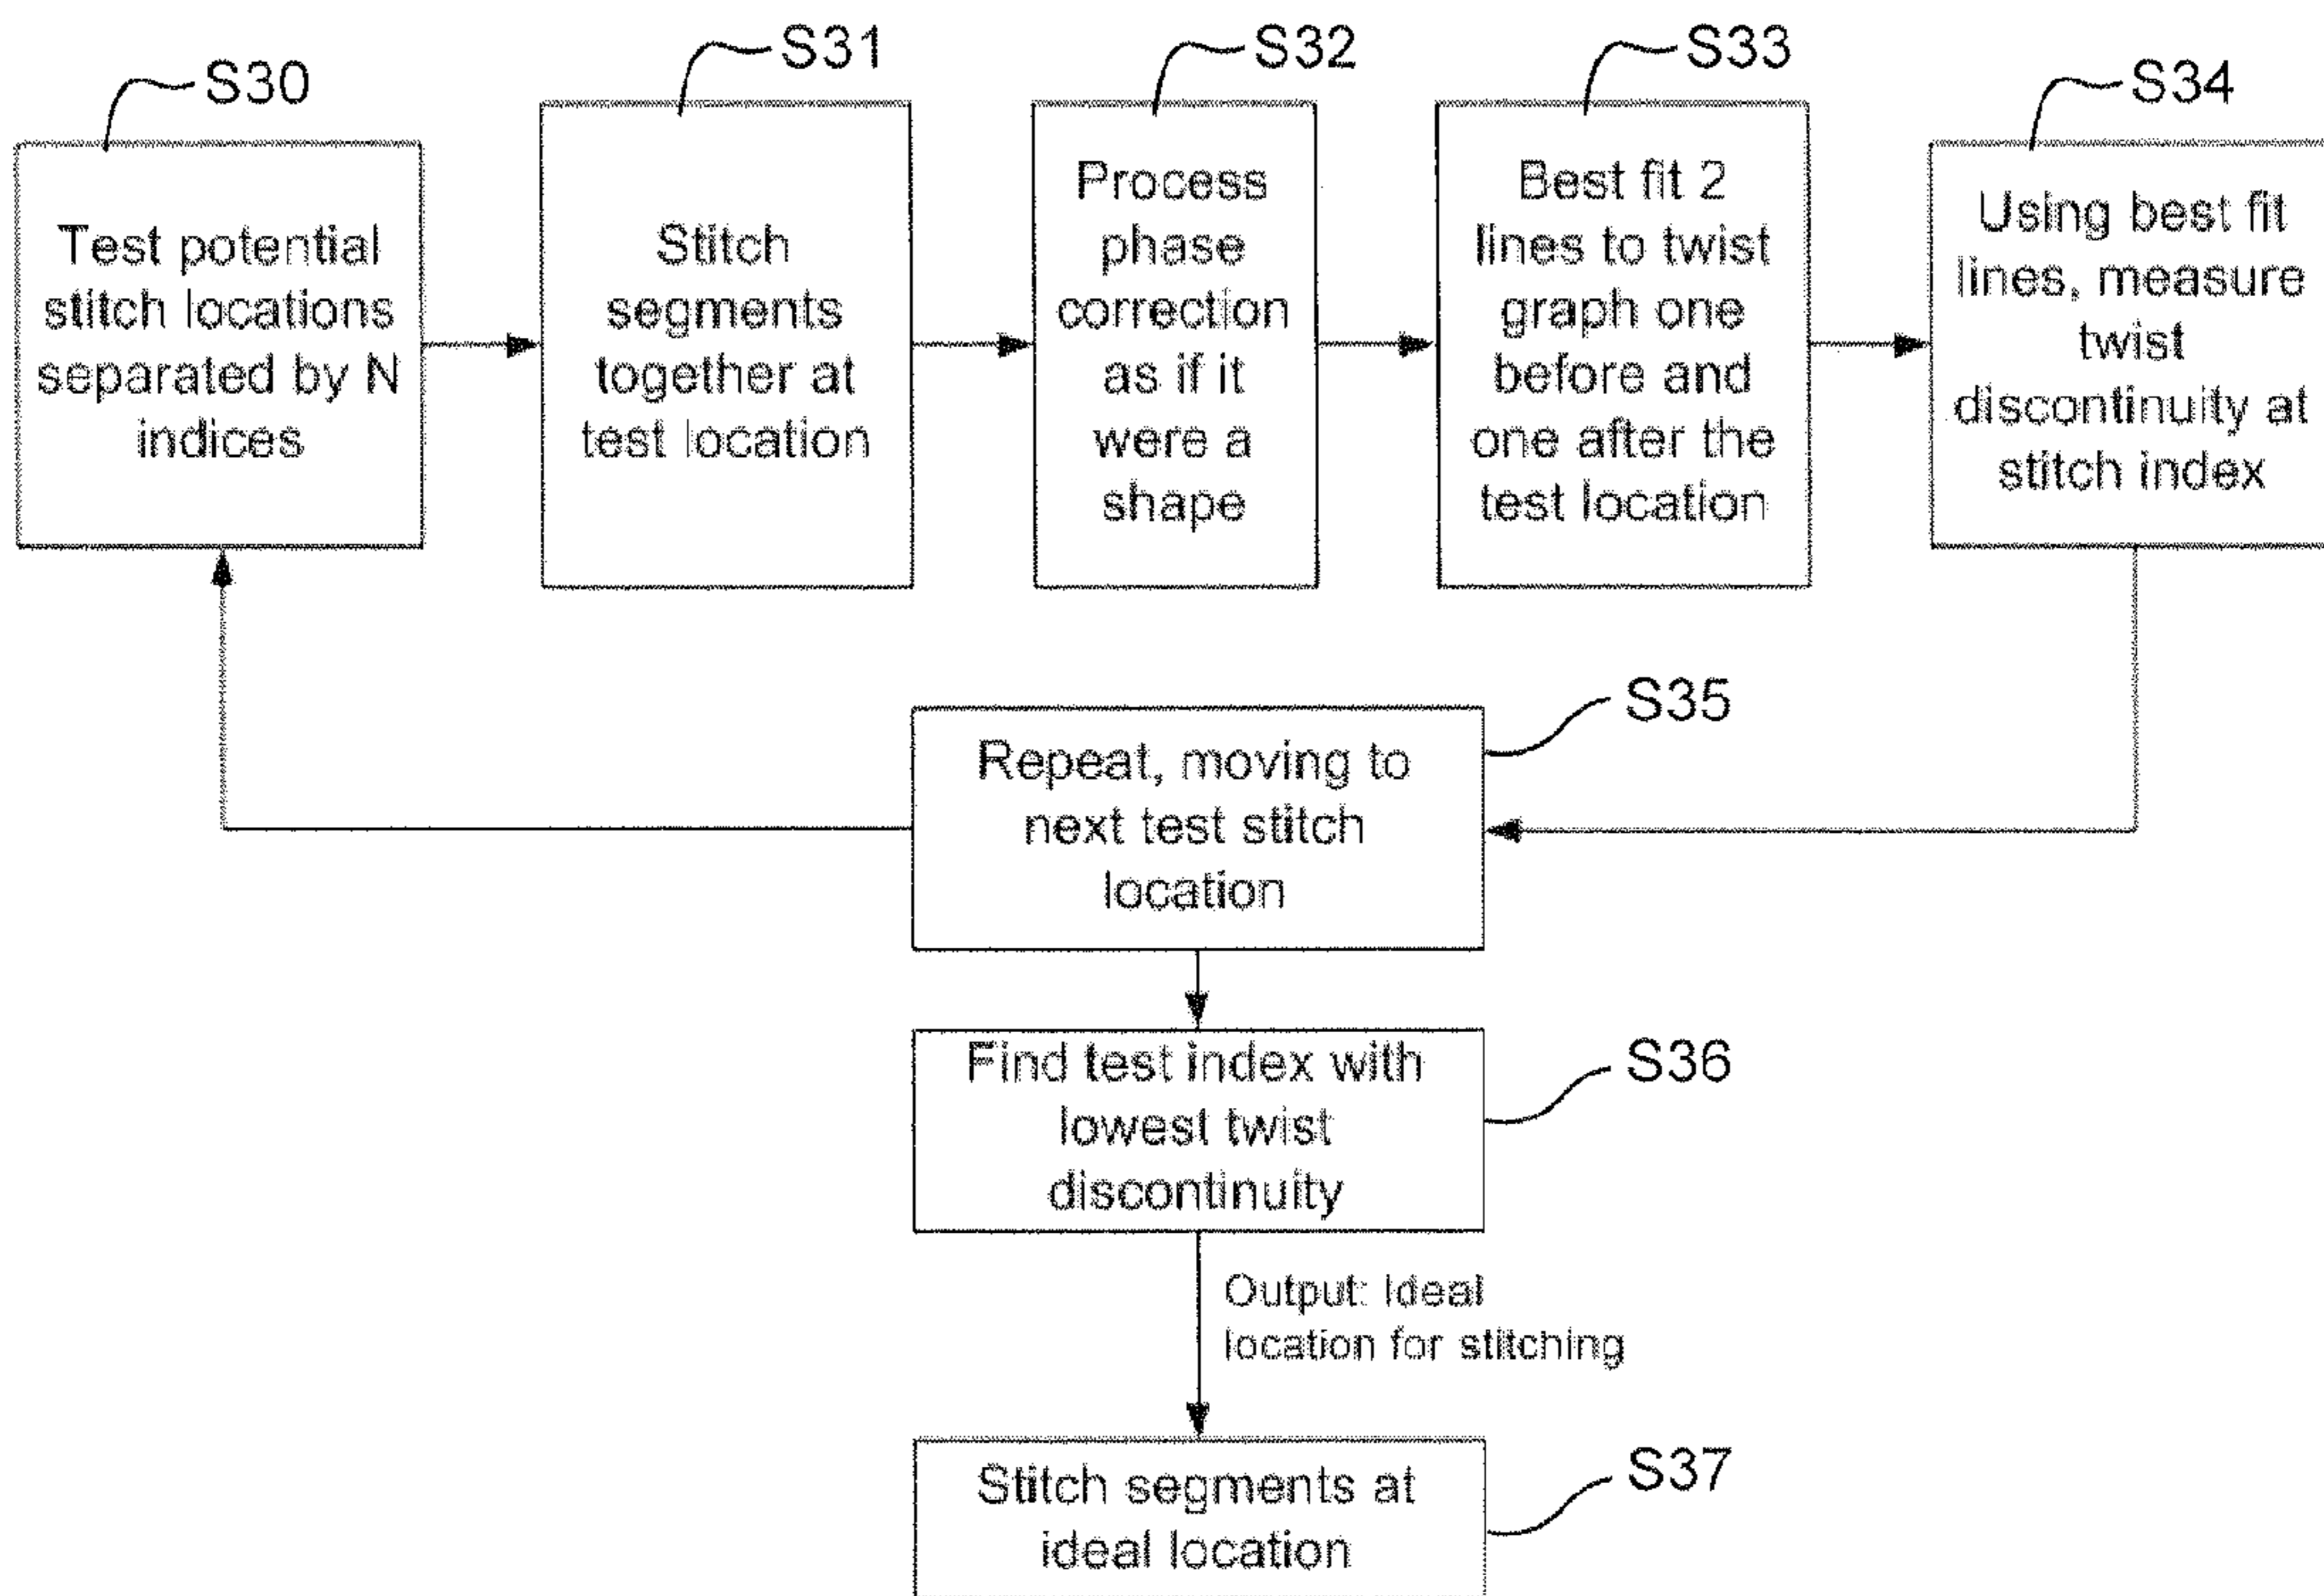 S30
Test potential
stitch locations
separated by N
indices
S31
Stitch
segments
together at
test location
S32
Process
phase
correction
as if it
were a
shape
S33
Best fit 2
lines to twist
graph one
before and
one after the
test location
S34
Using best fit
lines, measure
twist
discontinuity at
stitch index
S35
Repeat, moving to
next test stitch
location
S36
Find test index with
lowest twist
discontinuity
Output: Ideal
location for stitching
S37
Stitch segments at
ideal location